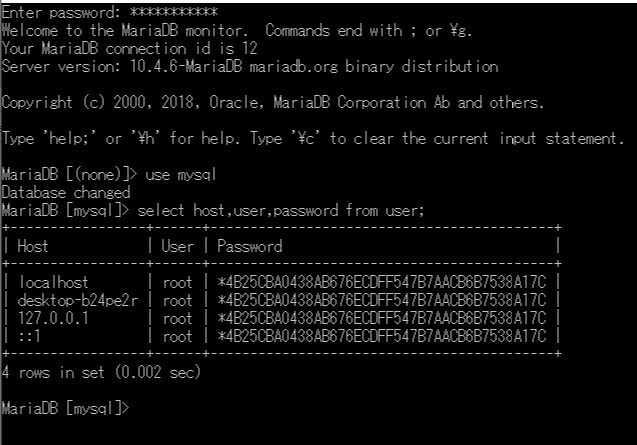 Enter password: ***********
Welcome to the MariaDB monitor.  Commands end with ; or ¥g.
Your MariaDB connection id is 12
Server version: 10.4.6-MariaDB mariadb.org binary distribution
Copyright (c) 2000, 2018, Oracle, MariaDB Corporation Ab and others.
Type 'help;' or '¥h' for help. Type '¥c' to clear the current input statement.
MariaDB [(none)]> use mysql
Database changed
MariaDB [mysql]> select host,user,password from user;
+-----------------+------+-------------------------------------------+
| Host            | User | Password                                  |
+-----------------+------+-------------------------------------------+
| localhost       | root | *4B25CBA0438AB676ECDFF547B7AACB6B7538A17C |
| desktop-b24pe2r | root | *4B25CBA0438AB676ECDFF547B7AACB6B7538A17C |
| 127.0.0.1       | root | *4B25CBA0438AB676ECDFF547B7AACB6B7538A17C |
| ::1             | root | *4B25CBA0438AB676ECDFF547B7AACB6B7538A17C |
+-----------------+------+-------------------------------------------+
4 rows in set (0.002 sec)
MariaDB [mysql]>